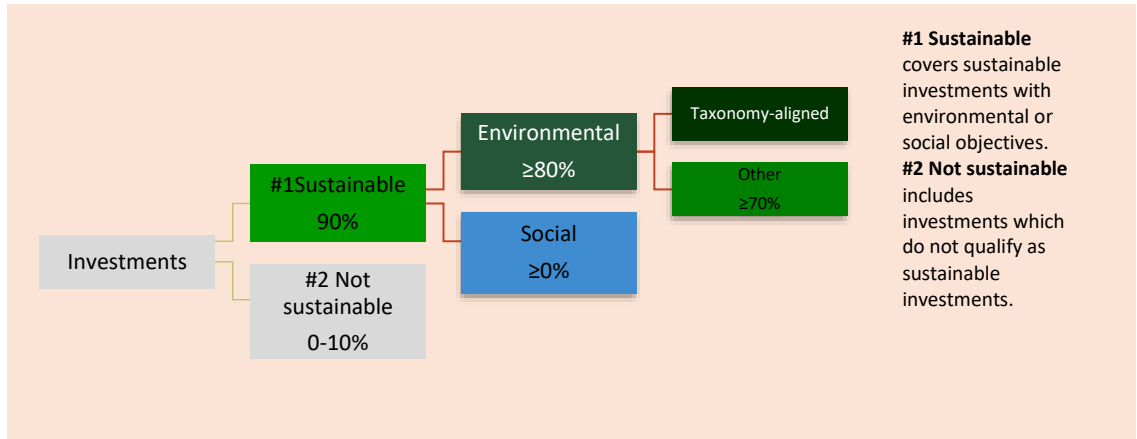 Investments
#1Sustainable
90%
#2 Not
sustainable
0-10%
Environmental
≥80%
Social
≥0%
Taxonomy-aligned
Other
≥70%
#1 Sustainable
covers sustainable
investments with
environmental or
social objectives.
#2 Not sustainable
includes
investments which
do not qualify as
sustainable
investments.